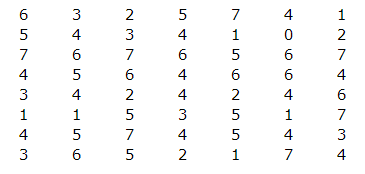 6 3 2 5 7 4 1
5 4 3 4 1 0 2
7 6 7 6 5 6 7
4 5 6 4 6 6 4
3 4 2 4 2 4 6
1 1 5 3 5 1 7
4 5 7 4 5 4 3
3 6 5 2 1 7 4